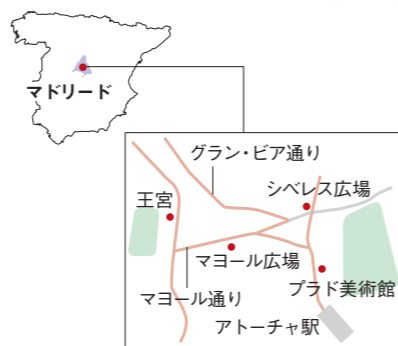 マドリード
グラン・ビア通り
シベレス広場
王宮
マヨール広場
プラド美術館
マヨール通り
アトーチャ駅